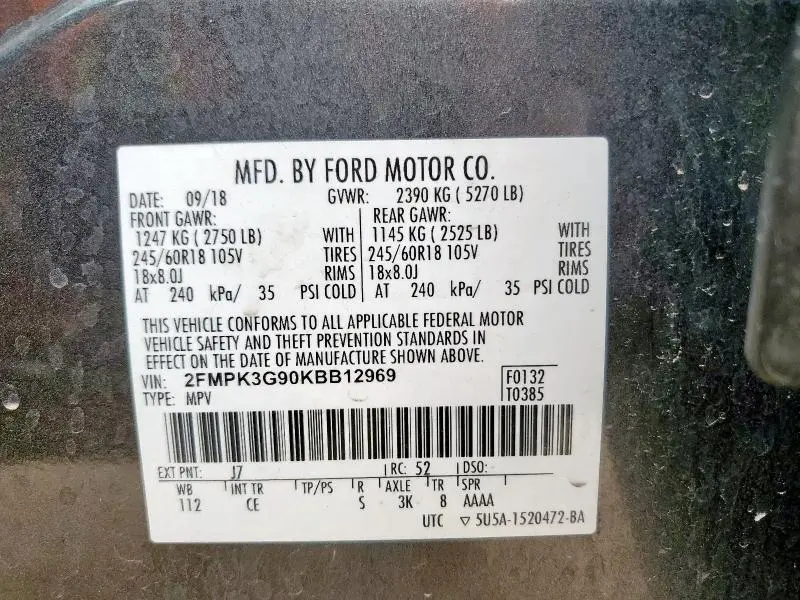 MFD. BY FORD MOTOR CO.
DATE: 09/18 GVWR: 2390 KG ( 5270 LB)
FRONT GAWR: REAR GAWR:
1247 KG ( 2750 LB) WITH 1145 KG ( 2525 LB) WITH
245/60R18 105V TIRES 245/60R18 105V TIRES
18x8.0J RIMS 18x8.0J RIMS
AT 240 kPa/ 35 PSI COLD AT 240 kPa/ 35 PSI COLD
THIS VEHICLE CONFORMS TO ALL APPLICABLE FEDERAL MOTOR
VEHICLE SAFETY AND THEFT PREVENTION STANDARDS IN
EFFECT ON THE DATE OF MANUFACTURE SHOWN ABOVE.
VIN: 2FMPK3G90KBB12969 F0132
TYPE: MPV T0385
EXT PNT: J7 RC: 52 DSO:
WB INT TR TP/PS R AXLE TR SPR
112 CE S 3K 8 AAAA
UTC ▽ 5U5A-1520472-BA